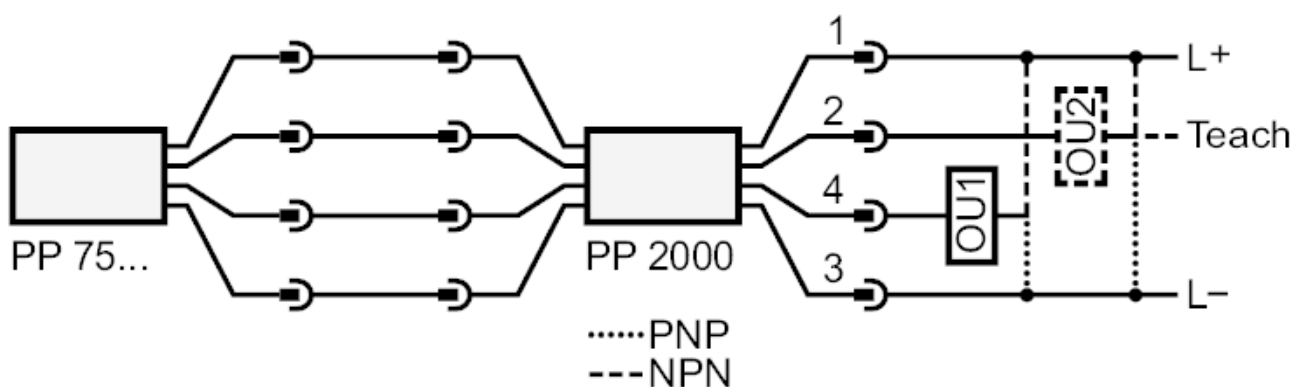 1
L+
2
OU2
Teach
4
OU1
PP 75...
PP 2000
3
L−
PNP
NPN